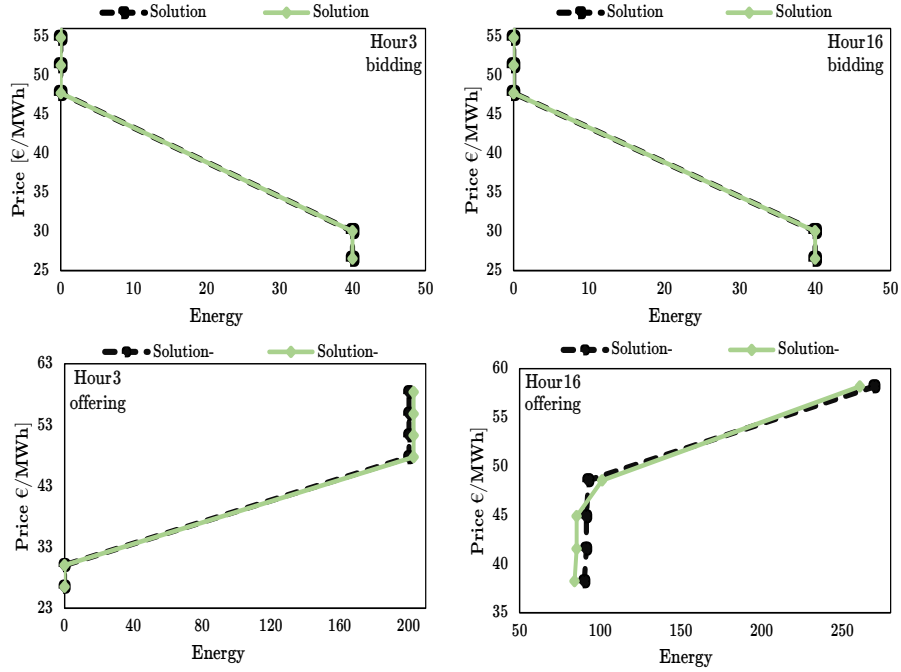 Solution Solution
Hour3
bidding
Price [€/MWh]
55
50
45
40
35
30
25
0 10 20 30 40 50
Energy
Solution Solution
Hour16
bidding
Price €/MWh]
55
50
45
40
35
30
25
0 10 20 30 40 50
Energy
Solution- Solution-
Hour3
offering
Price €/MWh]
63
53
43
33
23
0 40 80 120 160 200
Energy
Solution- Solution-
Hour16
offering
Price €/MWh]
60
55
50
45
40
35
50 100 150 200 250
Energy